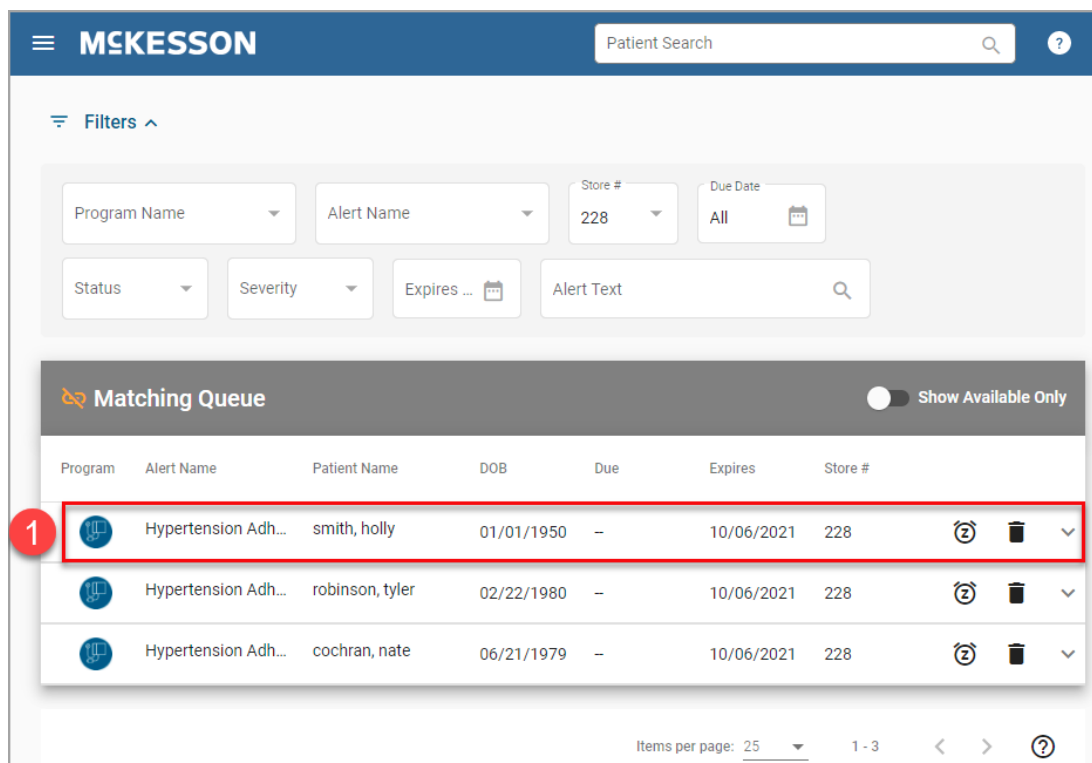 MCKESSON Patient Search ?
Filters
Program Name Alert Name Store # 228 Due Date All
Status Severity Expires ... Alert Text
Matching Queue Show Available Only
Program Alert Name Patient Name DOB Due Expires Store #
1 Hypertension Adh... smith, holly 01/01/1950 -- 10/06/2021 228
Hypertension Adh... robinson, tyler 02/22/1980 -- 10/06/2021 228
Hypertension Adh... cochran, nate 06/21/1979 -- 10/06/2021 228
Items per page: 25 1 - 3 ?